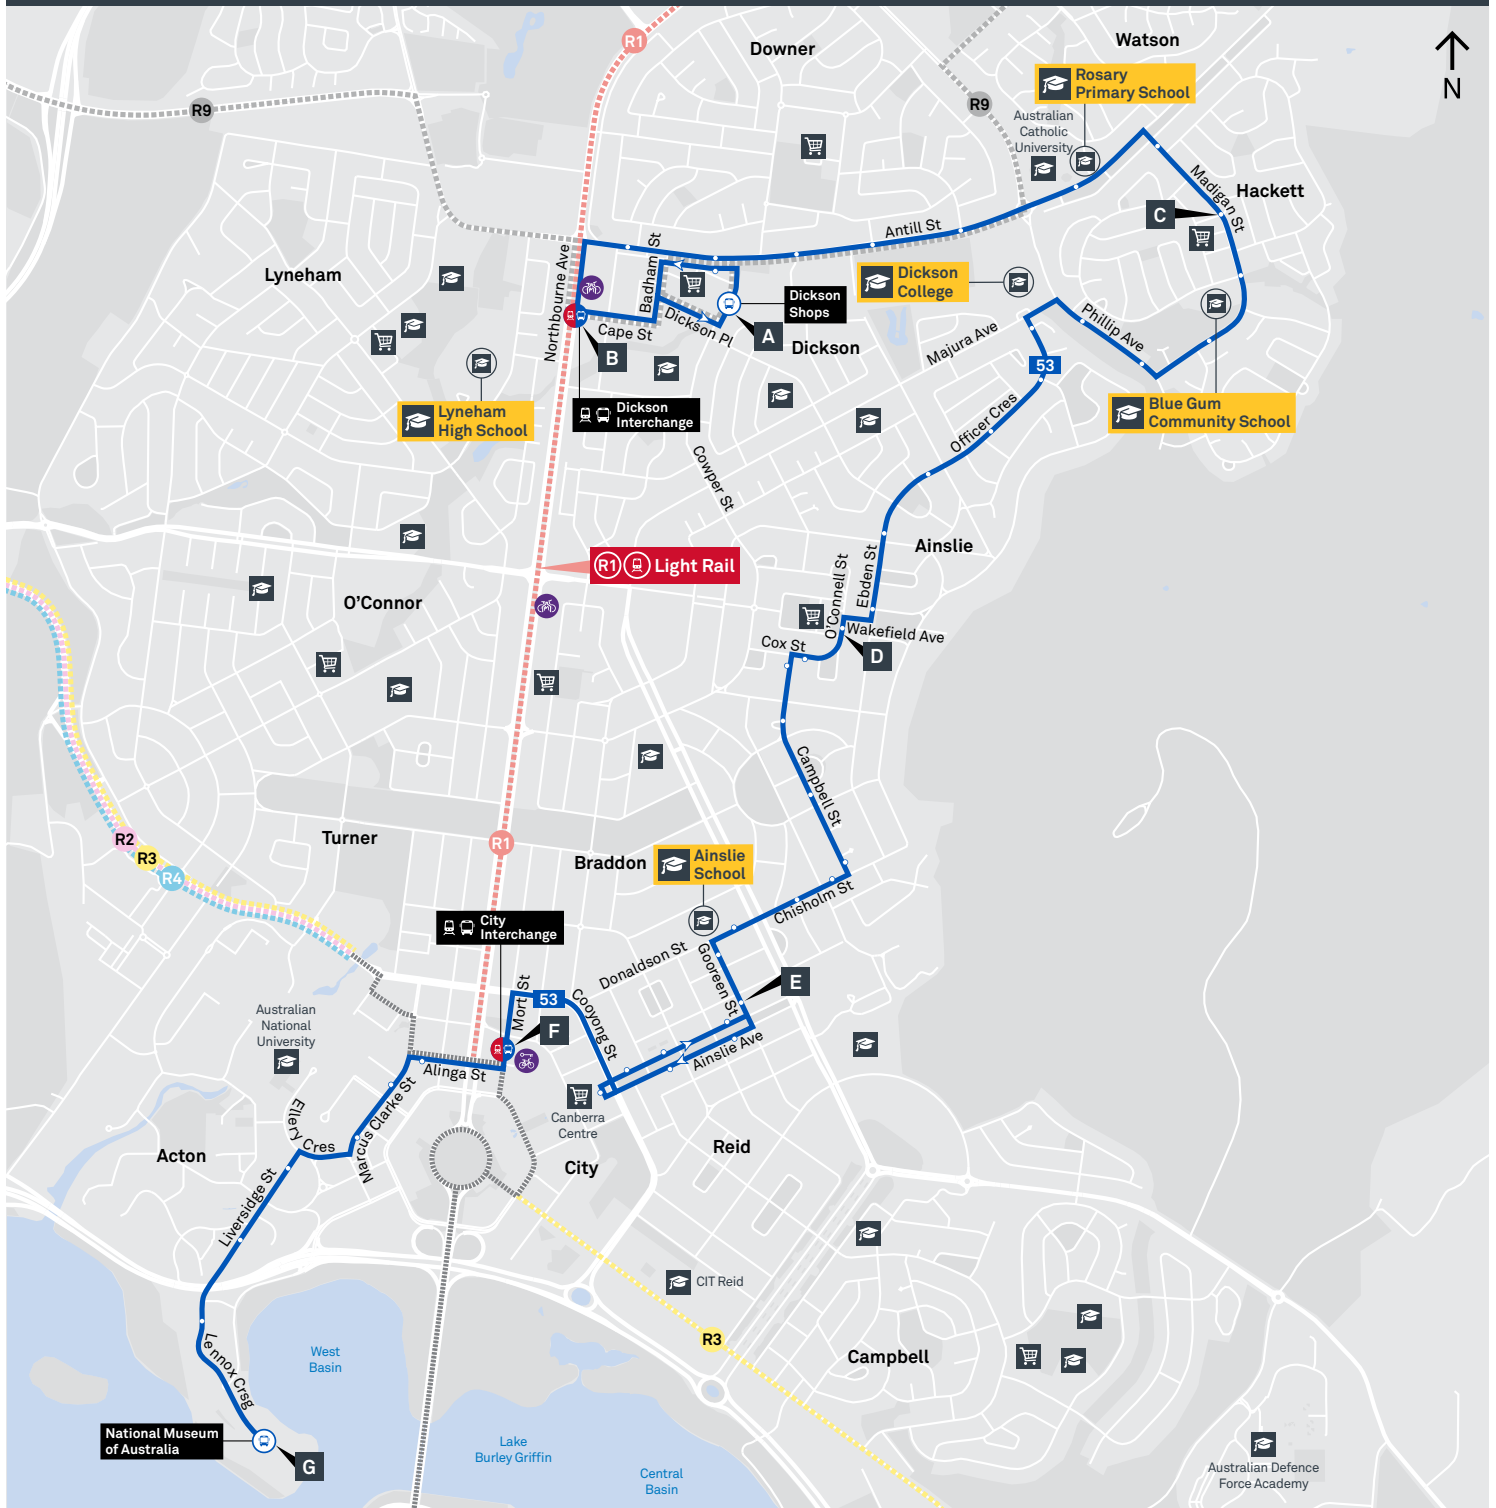 R1
Downer
Watson
N
Rosary
Primary School
R9
R9
Australian
Catholic
University
Madigan St
Hackett
C
Antill St
Badham St
Lyneham
Northbourne Ave
Dickson
College
Dickson
Shops
Dickson Pl
Cape St
A
Dickson
B
Majura Ave
Phillip Ave
53
Lyneham
High School
Dickson
Interchange
Blue Gum
Community School
Officer Cres
Cowper St
R1
Light Rail
Ainslie
O'Connell St
Ebden St
O'Connor
Wakefield Ave
Cox St
D
Campbell St
R2
R3
R4
Turner
R1
Braddon
Ainslie
School
Chisholm St
City
Interchange
Donaldson St
Gooreen St
E
Mort St
53
Cooyong St
F
Ainslie Ave
Australian
National
University
Alinga St
Marcus Clarke St
Ellery Cres
Canberra
Centre
Acton
City
Reid
Liversidge St
CIT Reid
R3
Lennox Crsg
West
Basin
Campbell
National Museum
of Australia
G
Lake
Burley Griffin
Central
Basin
Australian Defence
Force Academy